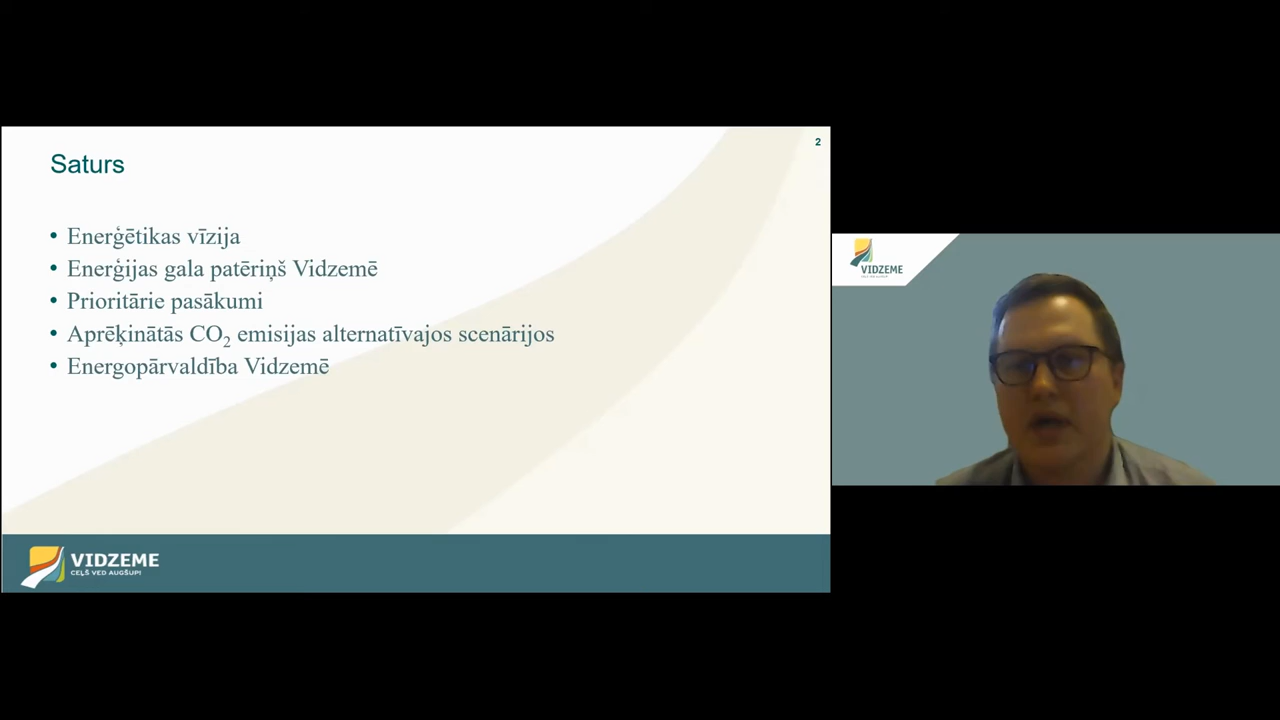 2
Saturs
• Enerģētikas vīzija
• Enerģijas gala patēriņš Vidzemē
• Prioritārie pasākumi
• Aprēķinātās CO₂ emisijas alternatīvajos scenārijos
• Energopārvaldība Vidzemē
VIDZEME
CEĻŠ VED AUGŠUP!
VIDZEME